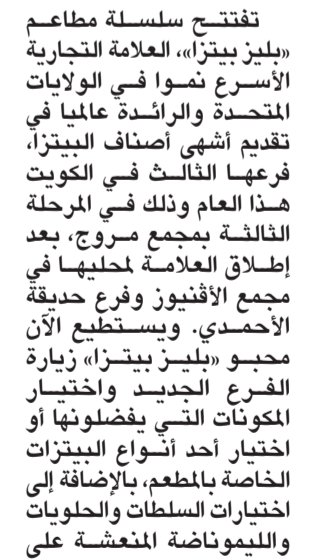 تفتتح سلسلة مطاعم
«بليز بيتزا»، العلامة التجارية
الأسرع نموا في الولايات
المتحدة والرائدة عالميا في
تقديم أشهى أصناف البيتزا،
فرعها الثالث في الكويت
هذا العام وذلك في المرحلة
الثالثة بمجمع مروج، بعد
إطلاق العلامة لمحليها في
مجمع الأڤنيوز وفرع حديقة
الأحمدي. ويستطيع الآن
محبو «بليز بيتزا» زيارة
الفرع الجديد واختيار
المكونات التي يفضلونها أو
اختيار أحد أنواع البيتزات
الخاصة بالمطعم، بالإضافة إلى
اختيارات السلطات والحلويات
والليموناضة المنعشة على